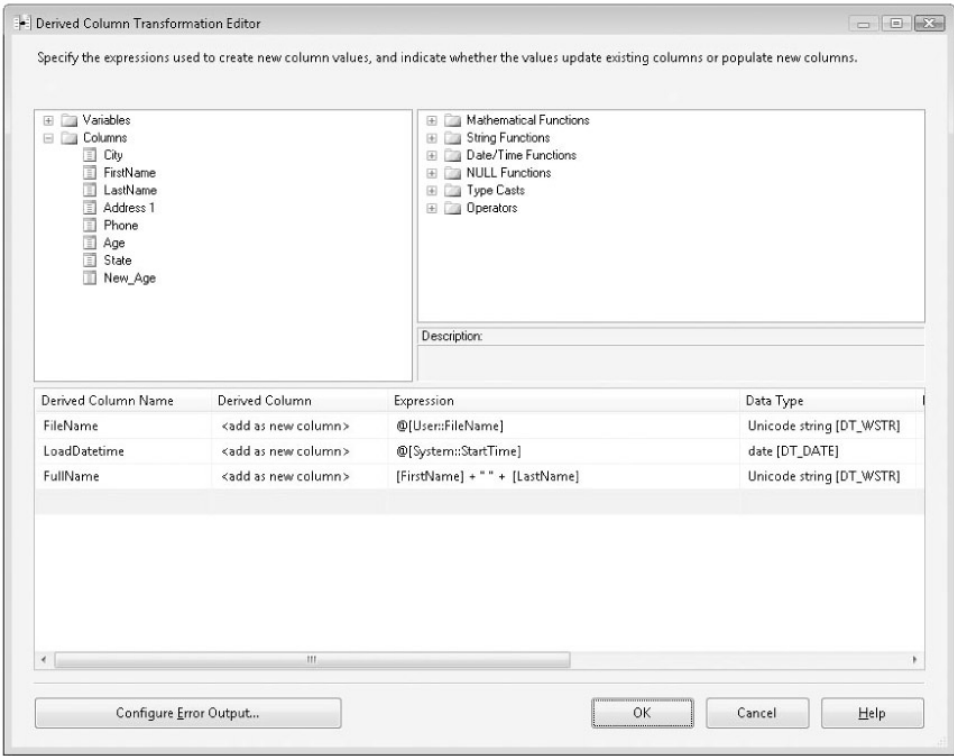 Derived Column Transformation Editor
Specify the expressions used to create new column values, and indicate whether the values update existing columns or populate new columns.
Variables
Columns
City
FirstName
LastName
Address 1
Phone
Age
State
New_Age
Mathematical Functions
String Functions
Date/Time Functions
NULL Functions
Type Casts
Operators
Description:
Derived Column Name Derived Column Expression Data Type
FileName <add as new column> @[User::FileName] Unicode string [DT_WSTR]
LoadDatetime <add as new column> @[System::StartTime] date [DT_DATE]
FullName <add as new column> [FirstName] + " " + [LastName] Unicode string [DT_WSTR]
Configure Error Output... OK Cancel Help